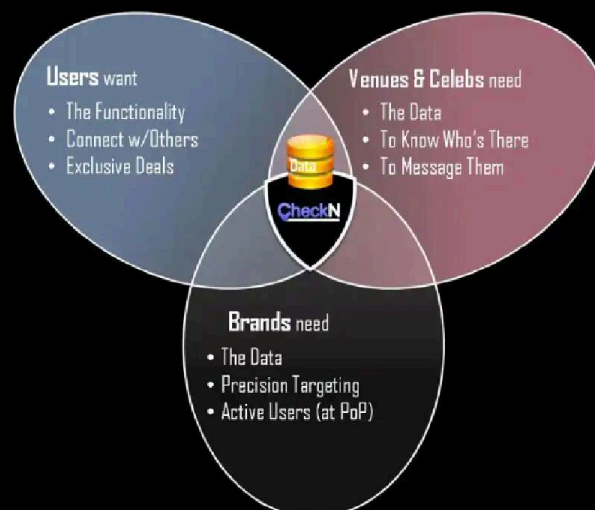 Users want
• The Functionality
• Connect w/Others
• Exclusive Deals
Venues & Celebs need
• The Data
• To Know Who's There
• To Message Them
Data
CheckN
Brands need
• The Data
• Precision Targeting
• Active Users (at PoP)